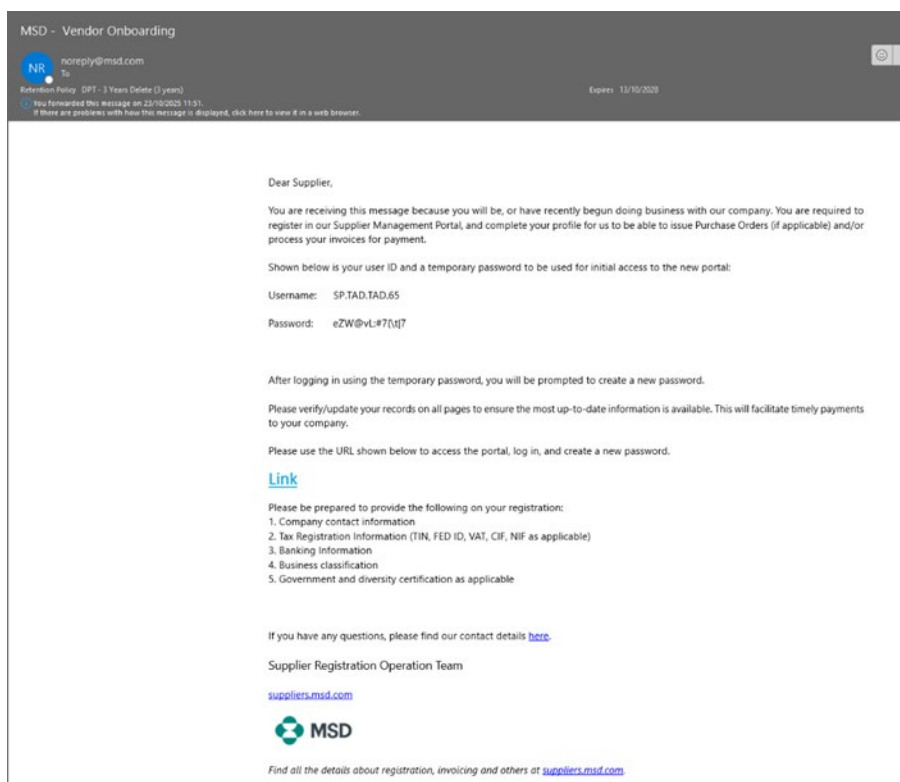 MSD - Vendor Onboarding
NR
noreply@msd.com
To
Retention Policy DPT - 3 Years Delete (3 years)
Expires 13/10/2028
You forwarded this message on 23/10/2025 11:51.
If there are problems with how this message is displayed, click here to view it in a web browser.
Dear Supplier,
You are receiving this message because you will be, or have recently begun doing business with our company. You are required to
register in our Supplier Management Portal, and complete your profile for us to be able to issue Purchase Orders (if applicable) and/or
process your invoices for payment.
Shown below is your user ID and a temporary password to be used for initial access to the new portal:
Username: SP.TAD.TAD.65
Password:
After logging in using the temporary password, you will be prompted to create a new password.
Please verify/update your records on all pages to ensure the most up-to-date information is available. This will facilitate timely payments
to your company.
Please use the URL shown below to access the portal, log in, and create a new password.
Link
Please be prepared to provide the following on your registration:
1. Company contact information
2. Tax Registration Information (TIN, FED ID, VAT, CIF, NIF as applicable)
3. Banking Information
4. Business classification
5. Government and diversity certification as applicable
If you have any questions, please find our contact details here.
Supplier Registration Operation Team
suppliers.msd.com
MSD
Find all the details about registration, invoicing and others at suppliers.msd.com.